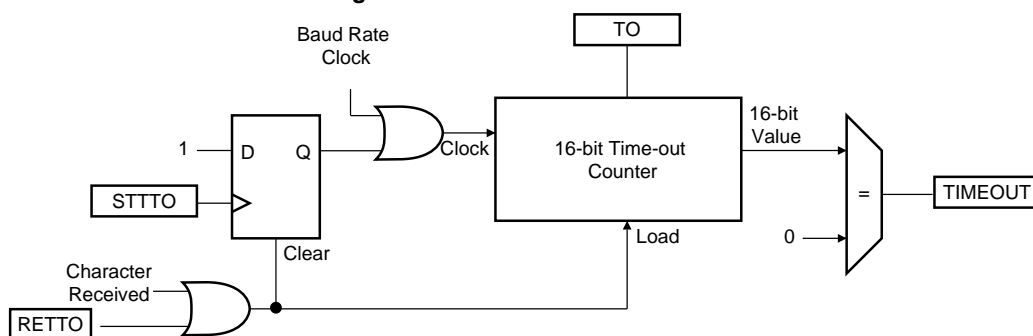 g
TO
Baud Rate
Clock
16-bit
Value
1
D
Q
Clock
16-bit Time-out
Counter
STTTO
=
TIMEOUT
0
Load
Clear
Character
Received
RETTO